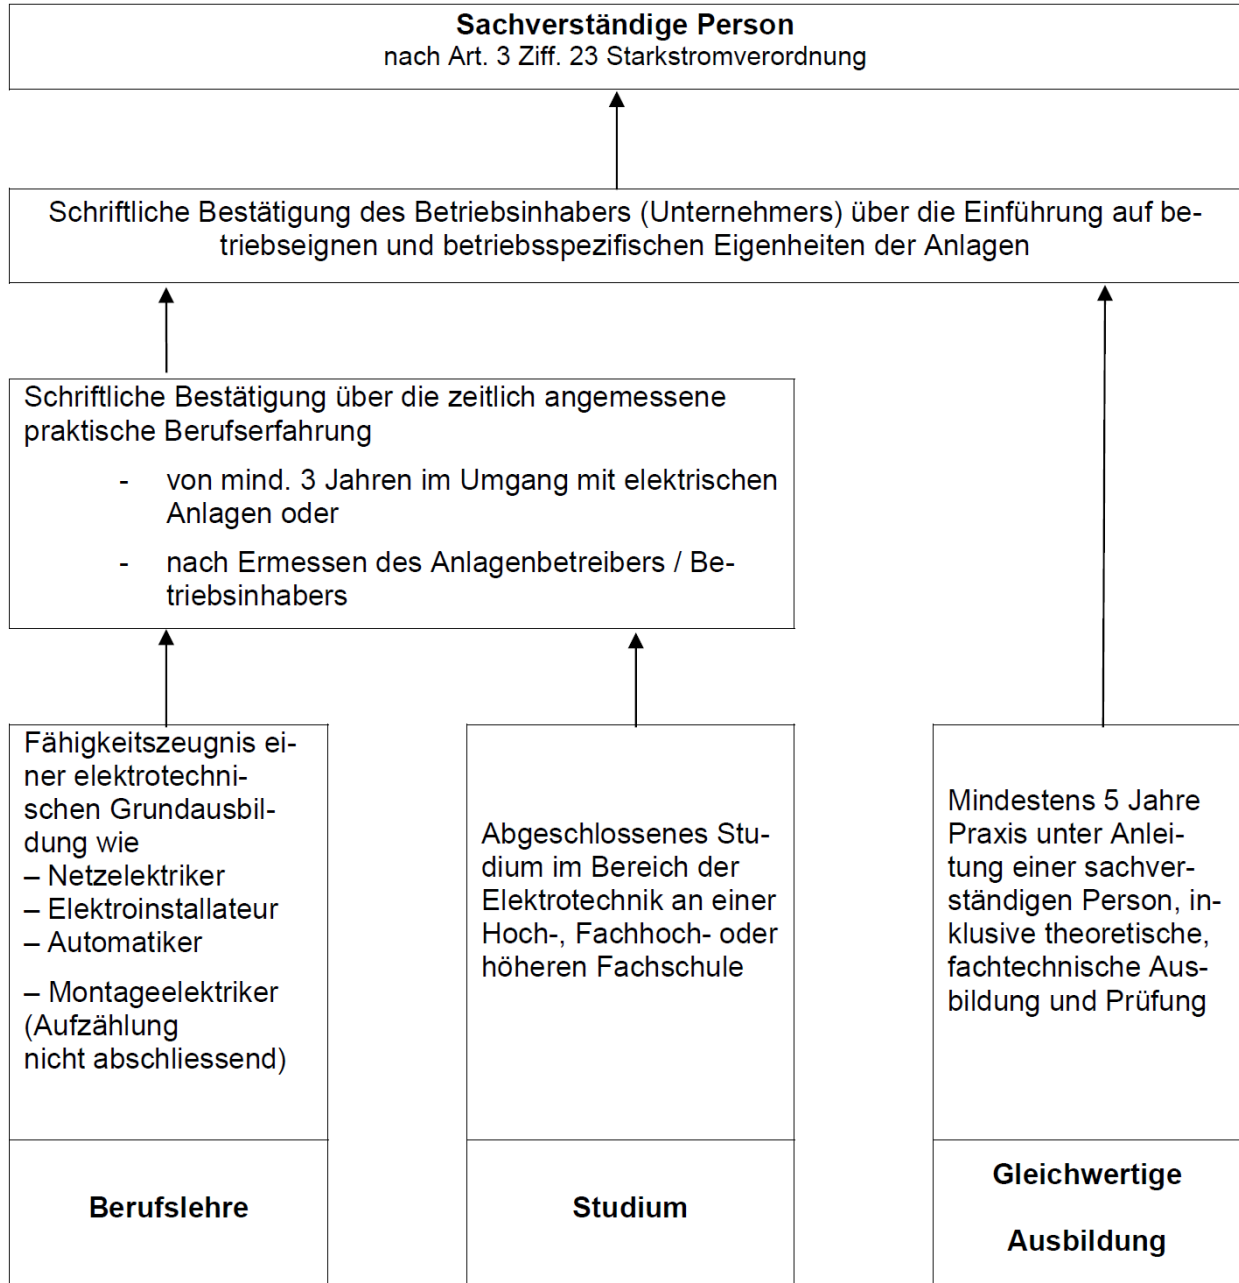 Sachverständige Person
nach Art. 3 Ziff. 23 Starkstromverordnung
Schriftliche Bestätigung des Betriebsinhabers (Unternehmers) über die Einführung auf be-
triebseignen und betriebsspezifischen Eigenheiten der Anlagen
Schriftliche Bestätigung über die zeitlich angemessene
praktische Berufserfahrung
- von mind. 3 Jahren im Umgang mit elektrischen
Anlagen oder
- nach Ermessen des Anlagenbetreibers / Be-
triebsinhabers
Fähigkeitszeugnis ei-
ner elektrotechni-
schen Grundausbil-
dung wie
– Netzelektriker
– Elektroinstallateur
– Automatiker
– Montageelektriker
(Aufzählung
nicht abschliessend)
Berufslehre
Abgeschlossenes Stu-
dium im Bereich der
Elektrotechnik an einer
Hoch-, Fachhoch- oder
höheren Fachschule
Studium
Mindestens 5 Jahre
Praxis unter Anlei-
tung einer sachver-
ständigen Person, in-
klusive theoretische,
fachtechnische Aus-
bildung und Prüfung
Gleichwertige
Ausbildung